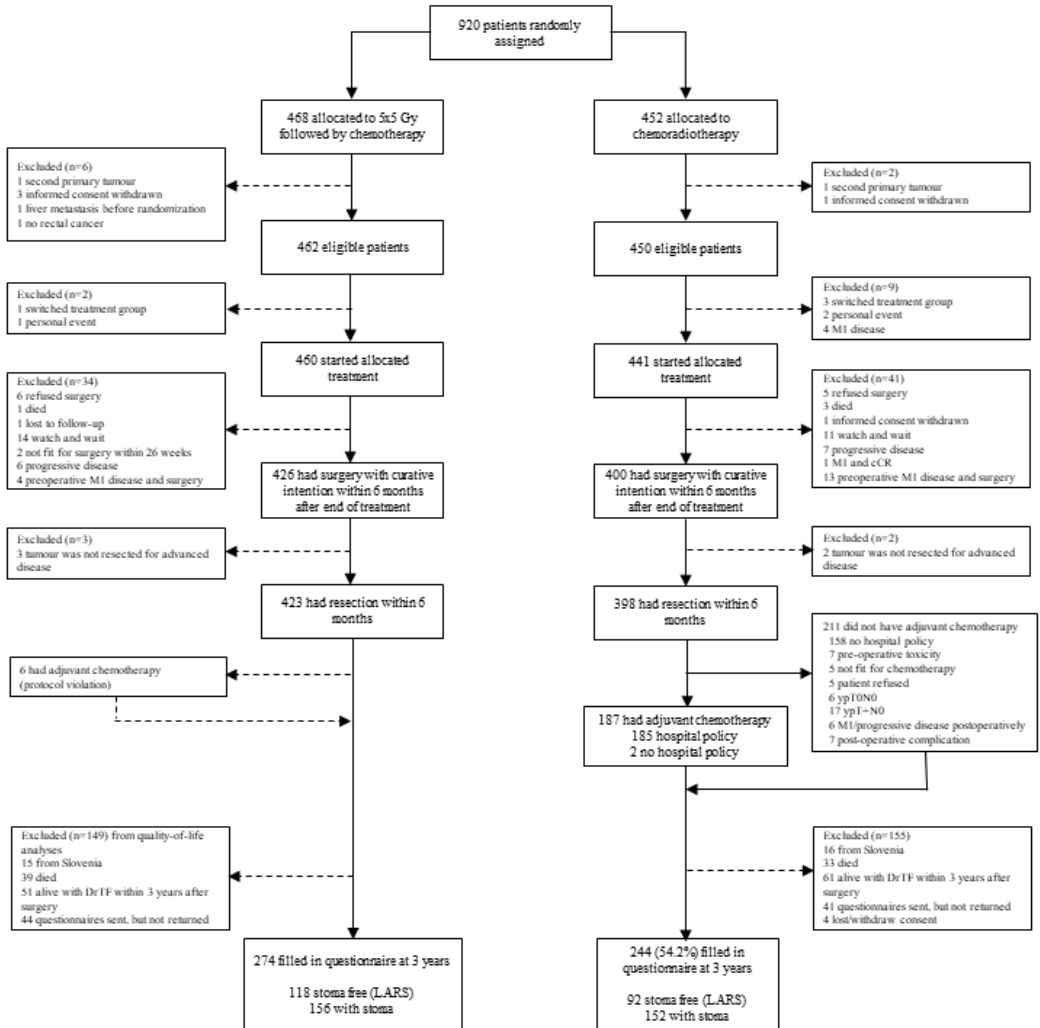 920 patients randomly
assigned
468 allocated to 5x5 Gy
followed by chemotherapy
452 allocated to
chemoradiotherapy
Excluded (n=6)
1 second primary tumour
3 informed consent withdrawn
1 liver metastasis before randomization
1 no rectal cancer
Excluded (n=2)
1 second primary tumour
1 informed consent withdrawn
462 eligible patients
450 eligible patients
Excluded (n=2)
1 switched treatment group
1 personal event
Excluded (n=9)
3 switched treatment group
2 personal event
4 M1 disease
460 started allocated
treatment
441 started allocated
treatment
Excluded (n=34)
6 refused surgery
1 died
1 lost to follow-up
14 watch and wait
2 not fit for surgery within 26 weeks
6 progressive disease
4 preoperative M1 disease and surgery
Excluded (n=41)
5 refused surgery
3 died
1 informed consent withdrawn
11 watch and wait
7 progressive disease
1 M1 and cCR
13 preoperative M1 disease and surgery
426 had surgery with curative
intention within 6 months
after end of treatment
400 had surgery with curative
intention within 6 months
after end of treatment
Excluded (n=3)
3 tumour was not resected for advanced
disease
Excluded (n=2)
2 tumour was not resected for advanced
disease
423 had resection within 6
months
398 had resection within 6
months
211 did not have adjuvant chemotherapy
158 no hospital policy
7 pre-operative toxicity
5 not fit for chemotherapy
5 patient refused
6 ypT0N0
17 ypT+N0
6 M1/progressive disease postoperatively
7 post-operative complication
6 had adjuvant chemotherapy
(protocol violation)
187 had adjuvant chemotherapy
185 hospital policy
2 no hospital policy
Excluded (n=149) from quality-of-life
analyses
15 from Slovenia
39 died
51 alive with DrTF within 3 years after
surgery
44 questionnaires sent, but not returned
Excluded (n=155)
16 from Slovenia
33 died
61 alive with DrTF within 3 years after
surgery
41 questionnaires sent, but not returned
4 lost/withdraw consent
274 filled in questionnaire at 3 years
118 stoma free (LARS)
156 with stoma
244 (54.2%) filled in
questionnaire at 3 years
92 stoma free (LARS)
152 with stoma